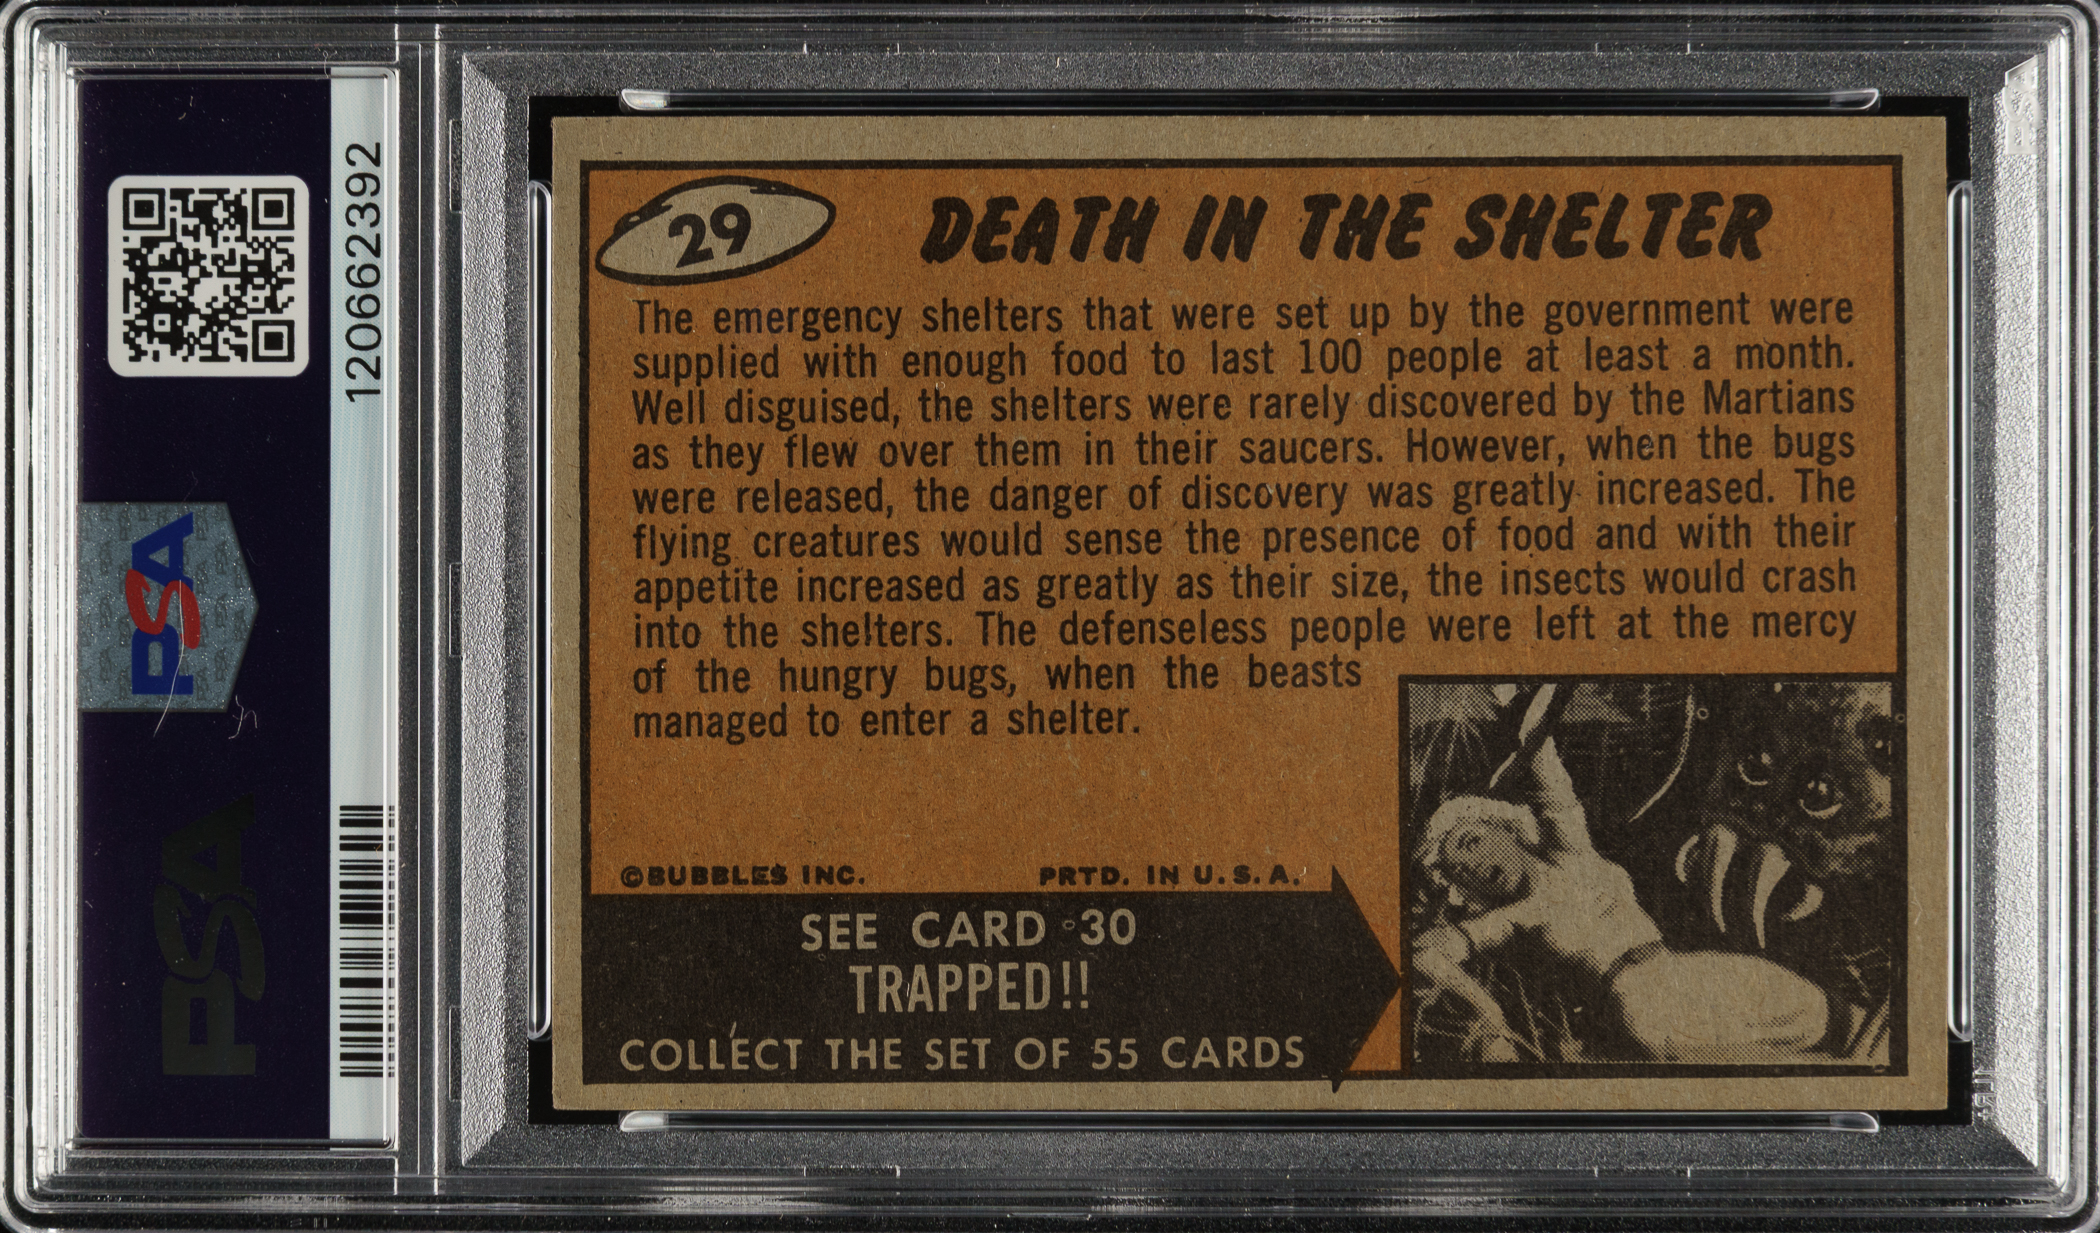 120662392
PSA
PSA
29
DEATH IN THE SHELTER
The emergency shelters that were set up by the government were
supplied with enough food to last 100 people at least a month.
Well disguised, the shelters were rarely discovered by the Martians
as they flew over them in their saucers. However, when the bugs
were released, the danger of discovery was greatly increased. The
flying creatures would sense the presence of food and with their
appetite increased as greatly as their size, the insects would crash
into the shelters. The defenseless people were left at the mercy
of the hungry bugs, when the beasts
managed to enter a shelter.
©BUBBLES INC. PRTD. IN U.S.A.
SEE CARD 30
TRAPPED!!
COLLECT THE SET OF 55 CARDS